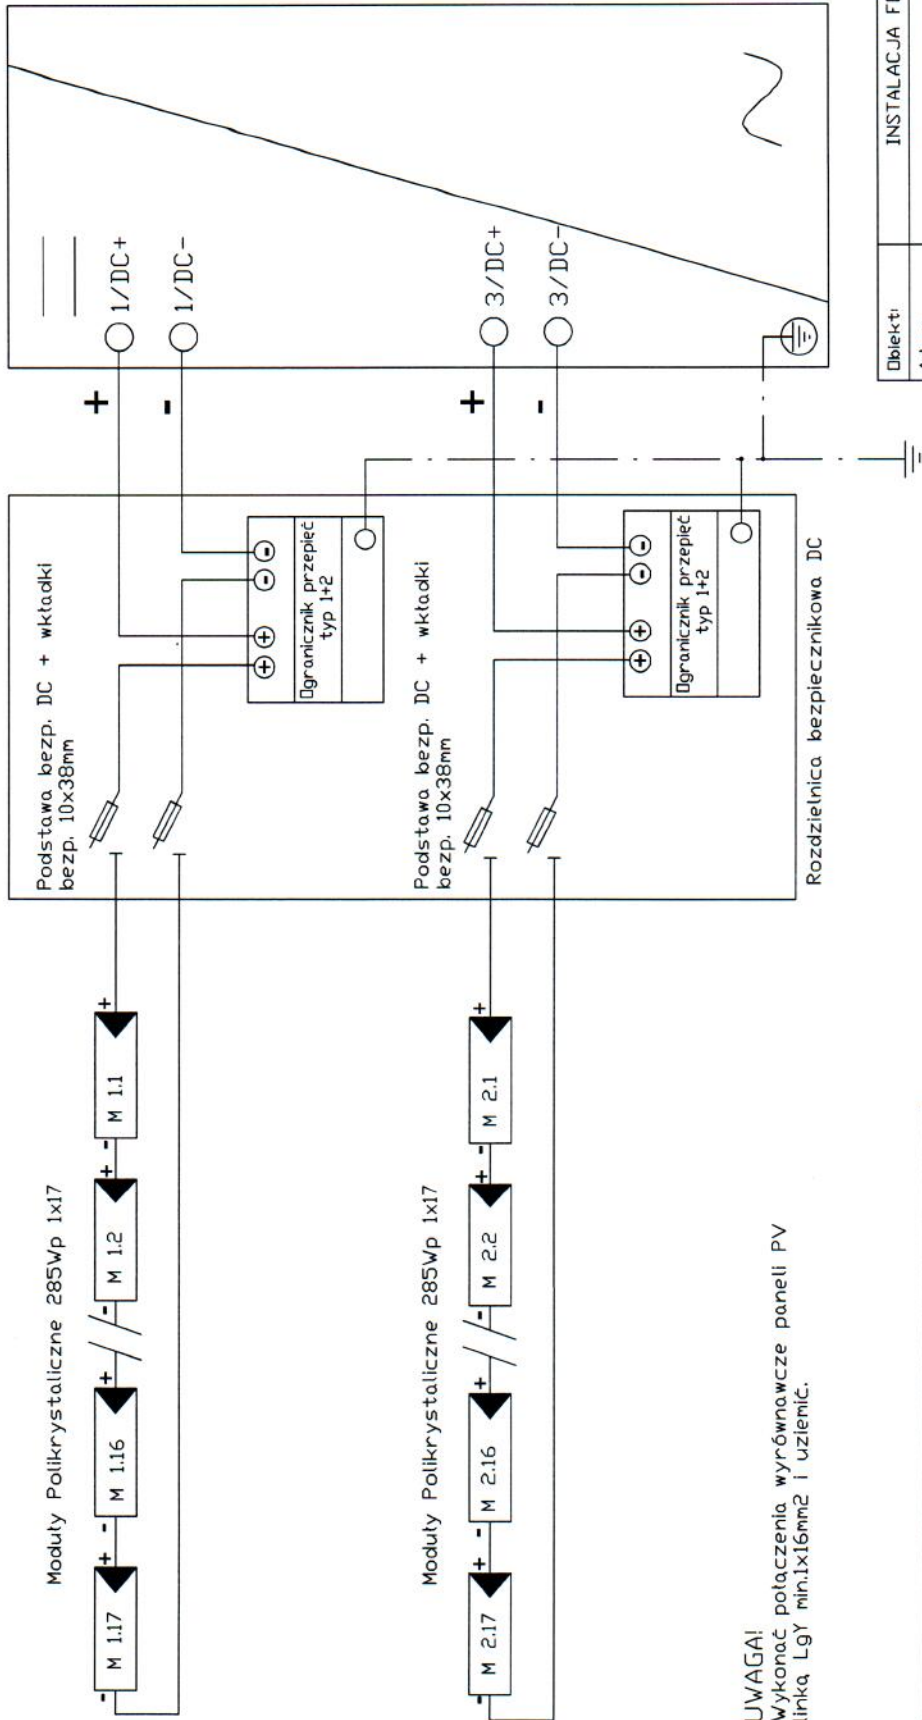 Moduły Polikrystaliczne 285Wp 1x17
- M 1.17 +
- M 1.16 +
- M 1.2 +
- M 1.1 +
Podstawa bezp. DC + wkładki
bezp. 10x38mm
+ + - -
Ogranicznik przepięć
typ 1+2
+
-
1/DC+
1/DC-
Moduły Polikrystaliczne 285Wp 1x17
- M 2.17 +
- M 2.16 +
- M 2.2 +
- M 2.1 +
Podstawa bezp. DC + wkładki
bezp. 10x38mm
+ + - -
Ogranicznik przepięć
typ 1+2
+
-
3/DC+
3/DC-
Rozdzielnica bezpiecznikowa DC
UWAGA!
Wykonać połączenia wyrównawcze paneli PV
linką LgY min.1x16mm2 i uziemić.
Obiekt:
INSTALACJA